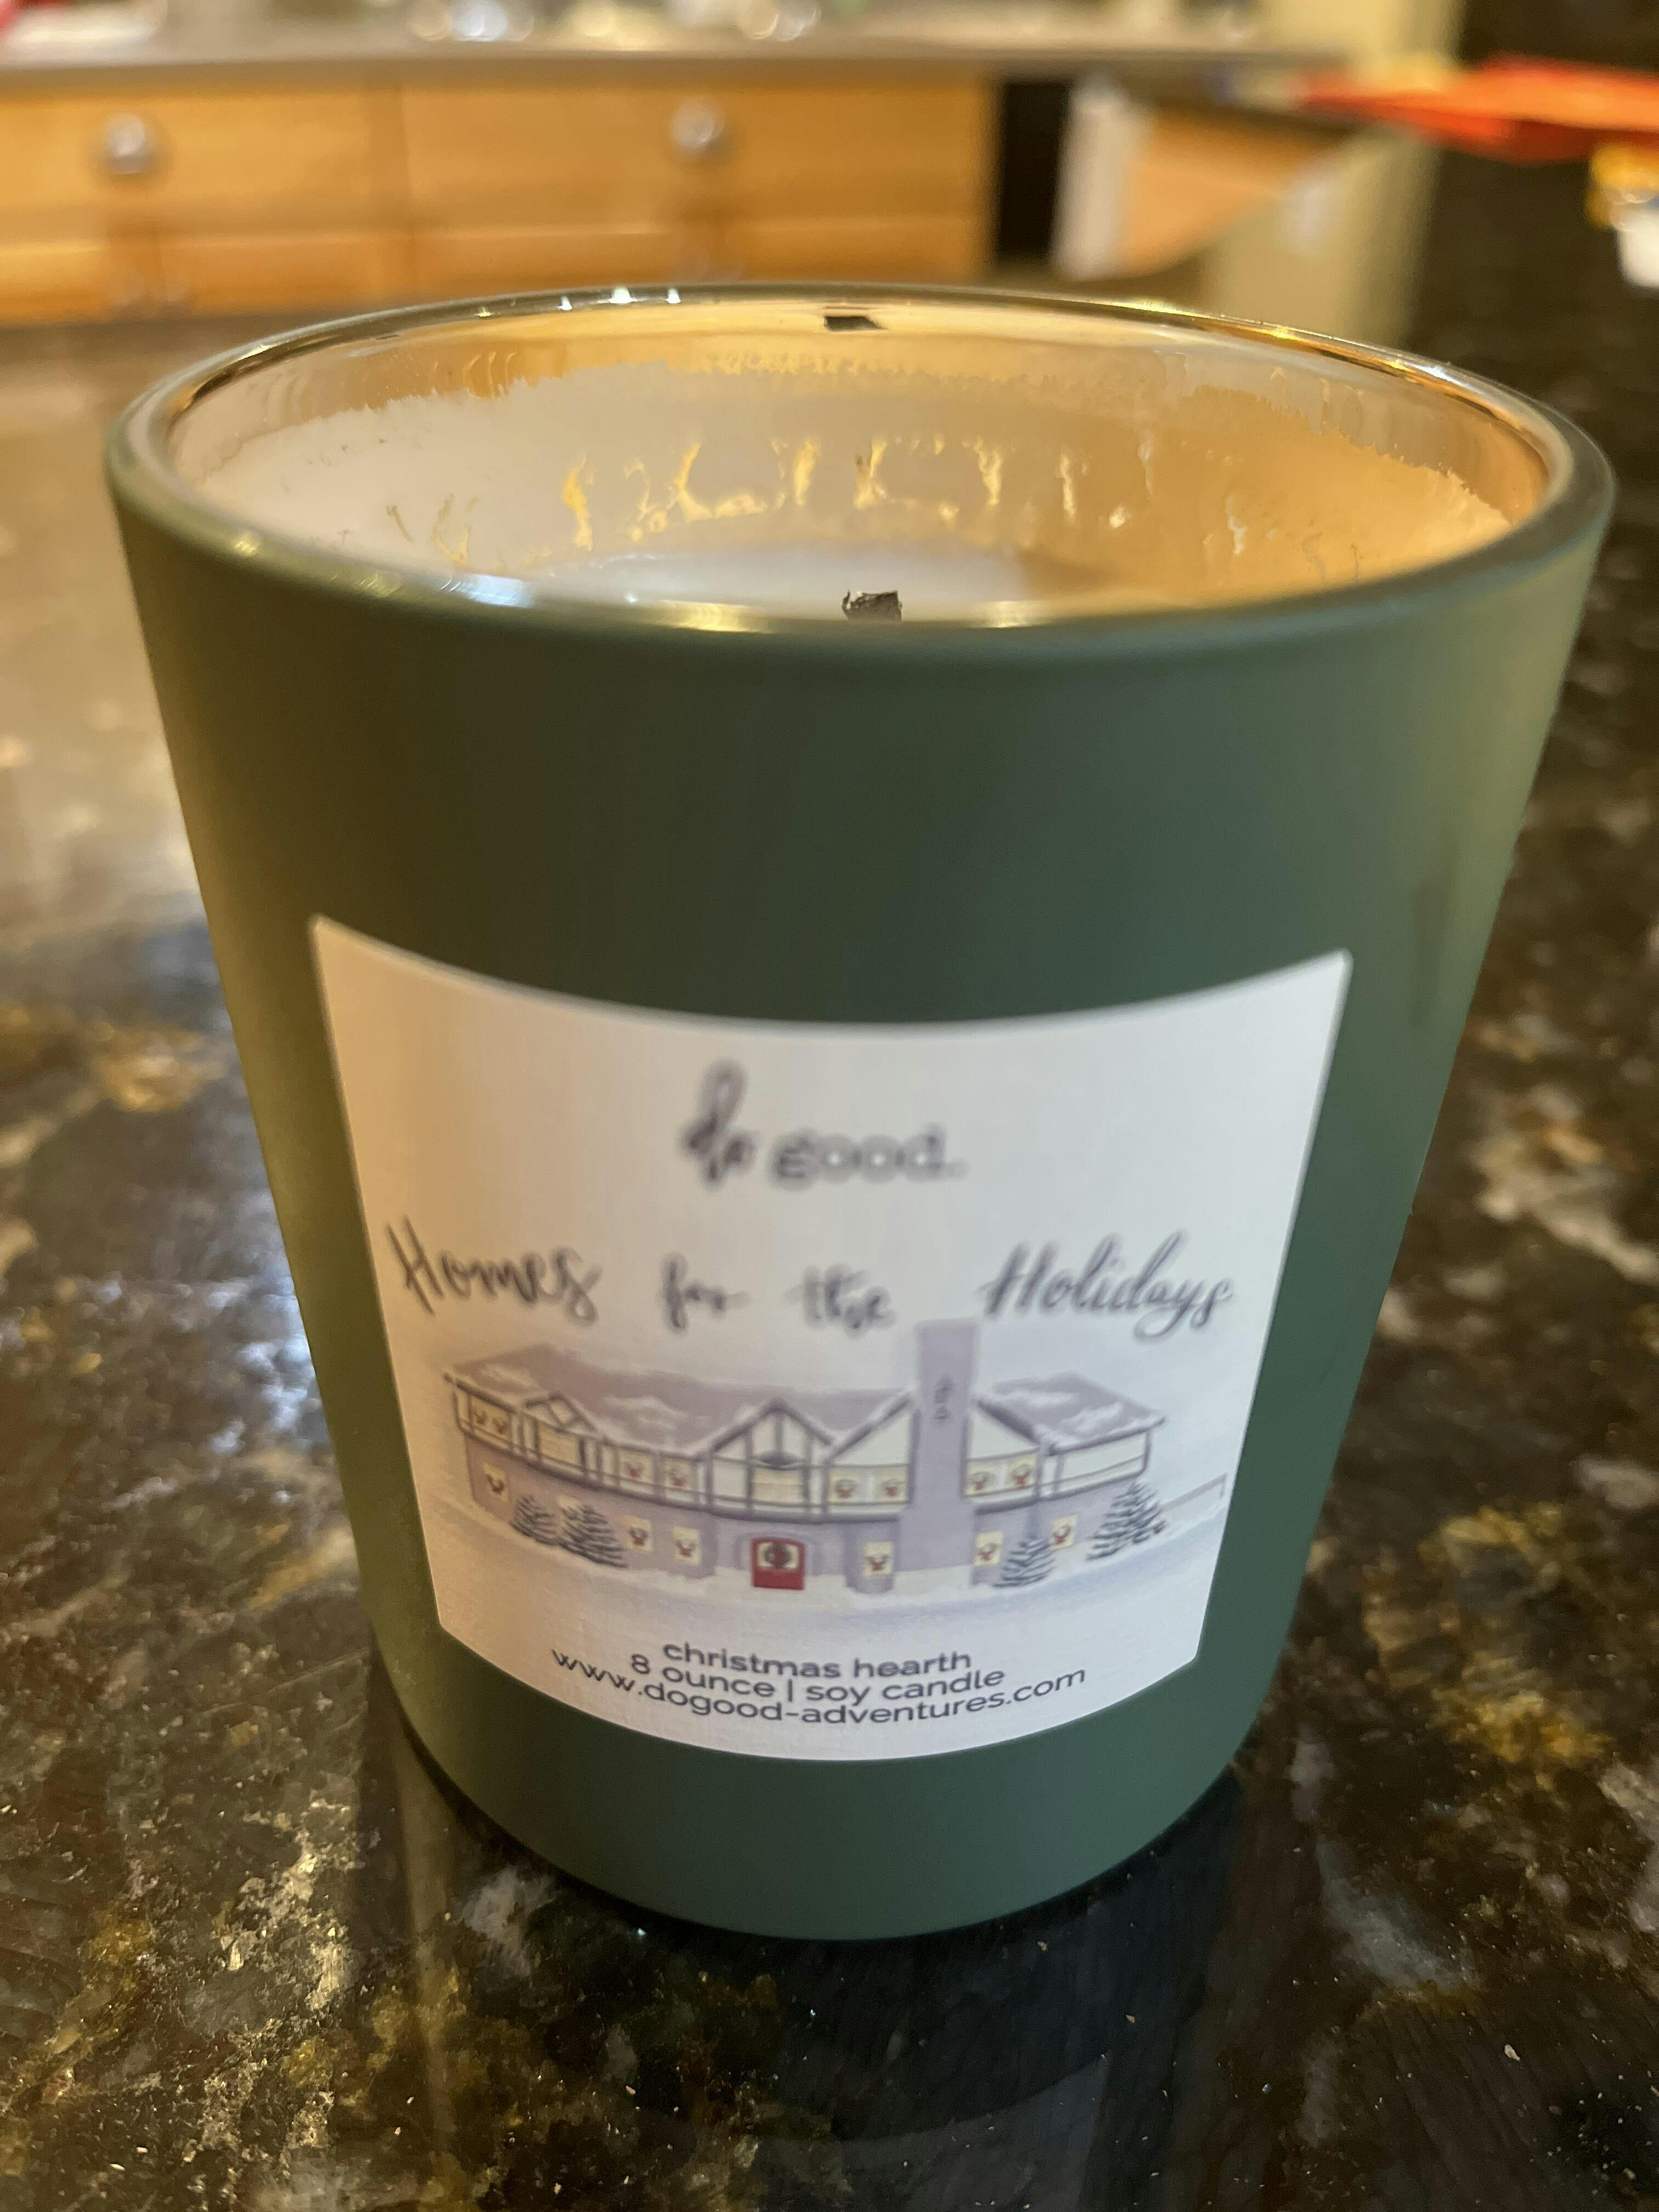 do good.
Homes for the Holidays
christmas hearth
8 ounce | soy candle
www.dogood-adventures.com